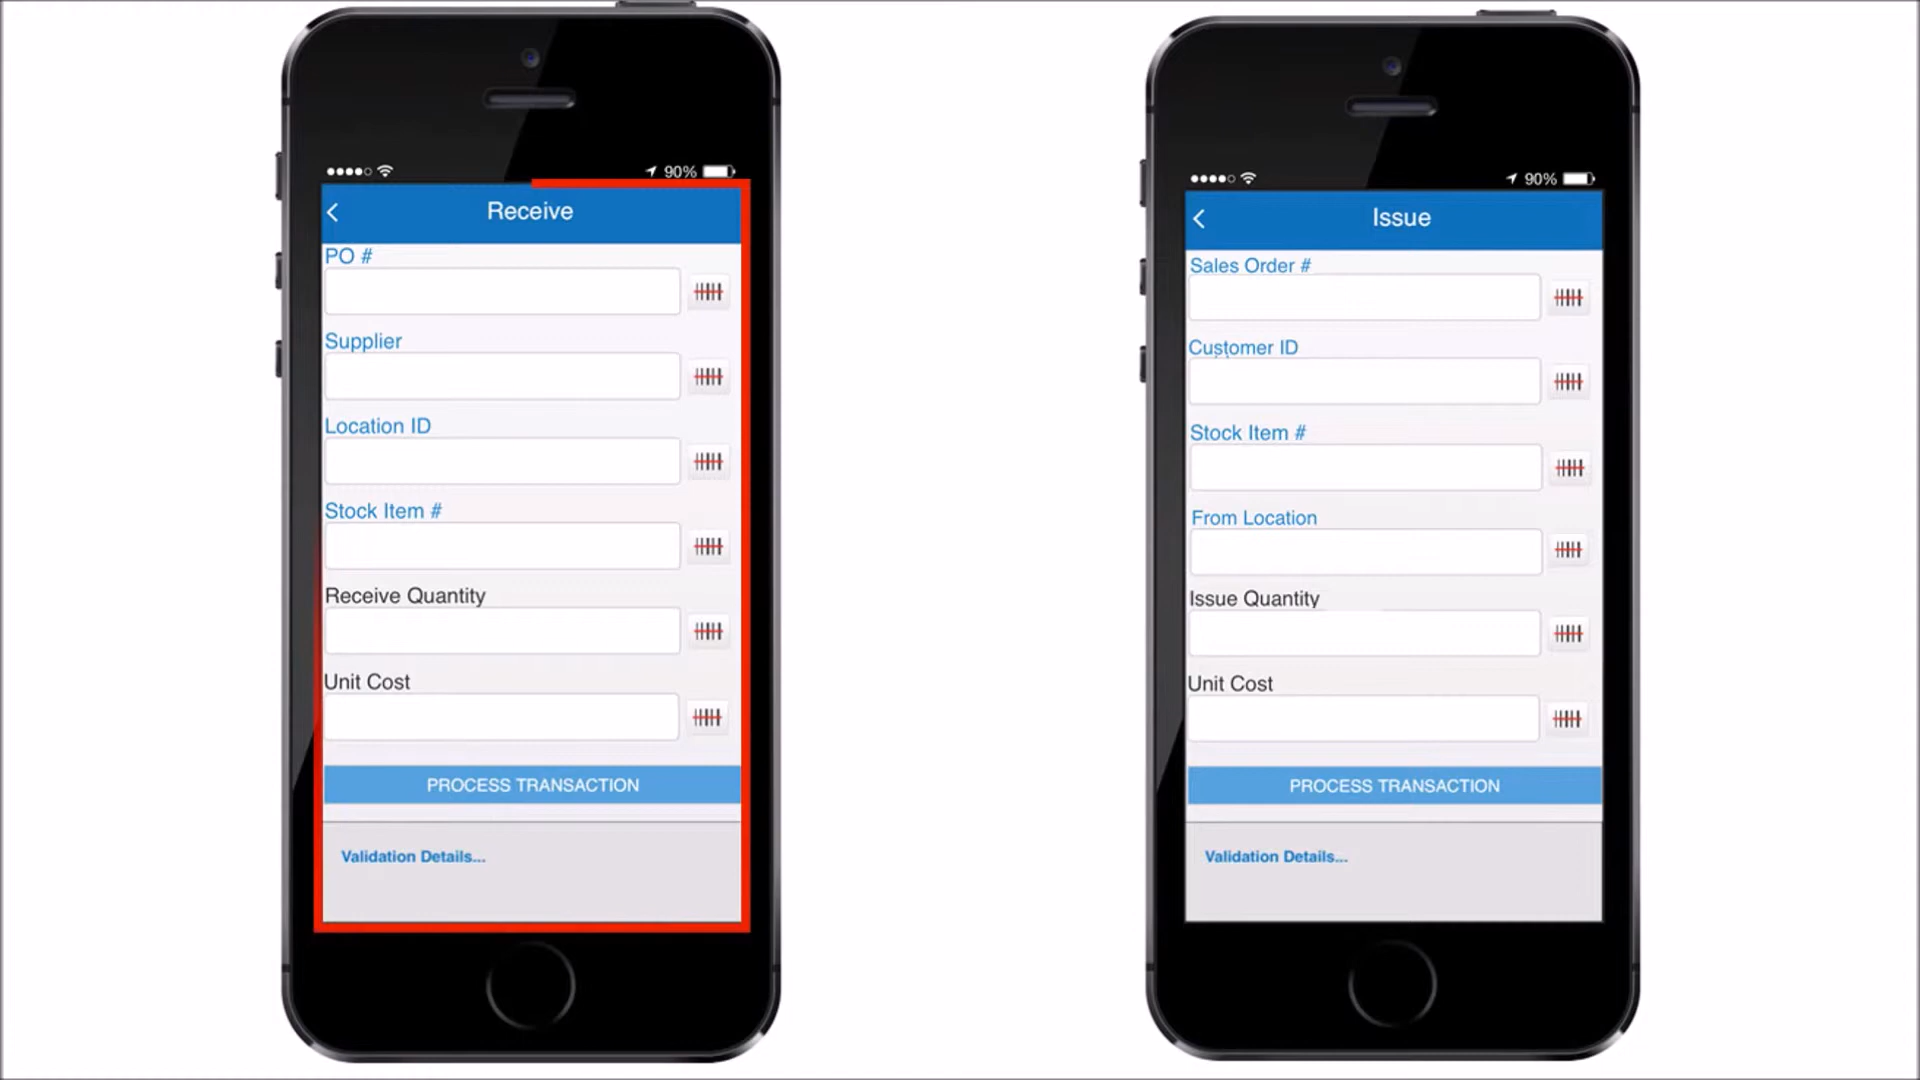 90%
Receive
PO #
Supplier
Location ID
Stock Item #
Receive Quantity
Unit Cost
PROCESS TRANSACTION
Validation Details...
90%
Issue
Sales Order #
Customer ID
Stock Item #
From Location
Issue Quantity
Unit Cost
PROCESS TRANSACTION
Validation Details...